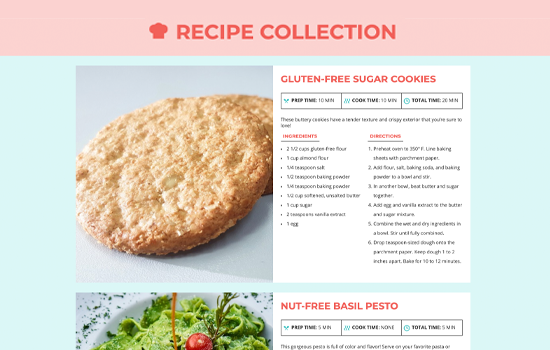 RECIPE COLLECTION
GLUTEN-FREE SUGAR COOKIES
PREP TIME: 10 MIN
COOK TIME: 10 MIN
TOTAL TIME: 20 MIN
These buttery cookies have a tender texture and crispy exterior that you're sure to
love!
INGREDIENTS
2 1/2 cups gluten-free flour
1 cup almond flour
1/4 teaspoon salt
1/2 teaspoon baking powder
1/4 teaspoon baking powder
1/2 cup softened, unsalted butter
1 cup sugar
2 teaspoons vanilla extract
1 egg
DIRECTIONS
1. Preheat oven to 350° F. Line baking
sheets with parchment paper.
2. Add flour, salt, baking soda, and baking
powder to a bowl and stir.
3. In another bowl, beat butter and sugar
together.
4. Add egg and vanilla extract to the butter
and sugar mixture.
5. Combine the wet and dry ingredients in
a bowl. Stir until fully combined.
6. Drop teaspoon-sized dough onto the
parchment paper. Keep dough 1 to 2
inches apart. Bake for 10 to 12 minutes.
NUT-FREE BASIL PESTO
PREP TIME: 5 MIN
COOK TIME: NONE
TOTAL TIME: 5 MIN
This gorgeous pesto is full of color and flavor! Serve on your favorite pasta or